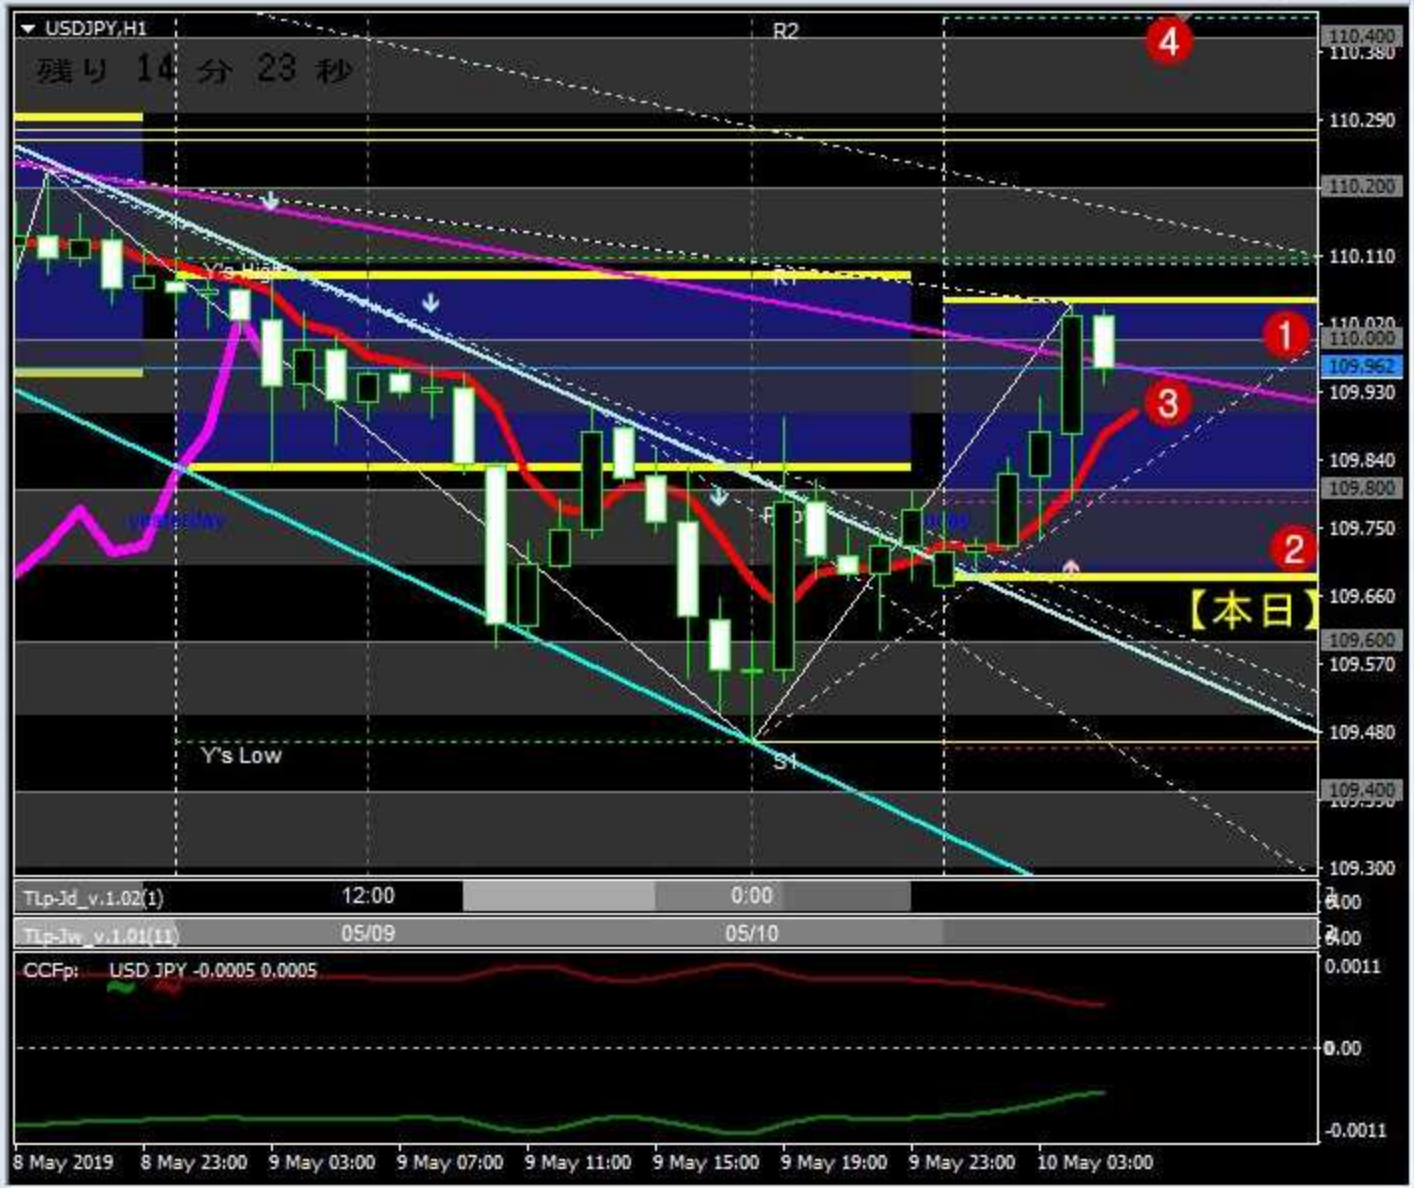 USDJPY,H1
残り 14 分 23 秒
R2
4
110.400
110.380
110.290
110.200
110.110
Y's High
R1
1
110.020
110.000
109.962
109.930
3
109.840
109.800
yesterday
109.750
2
109.660
【本日】
109.600
109.570
Y's Low
S1
109.480
109.400
109.300
TLp-Jd_v.1.02(1)
12:00
0:00
TLp-Jw_v.1.01(11)
05/09
05/10
CCFp: USD JPY -0.0005 0.0005
0.0011
0.00
-0.0011
8 May 2019
8 May 23:00
9 May 03:00
9 May 07:00
9 May 11:00
9 May 15:00
9 May 19:00
9 May 23:00
10 May 03:00